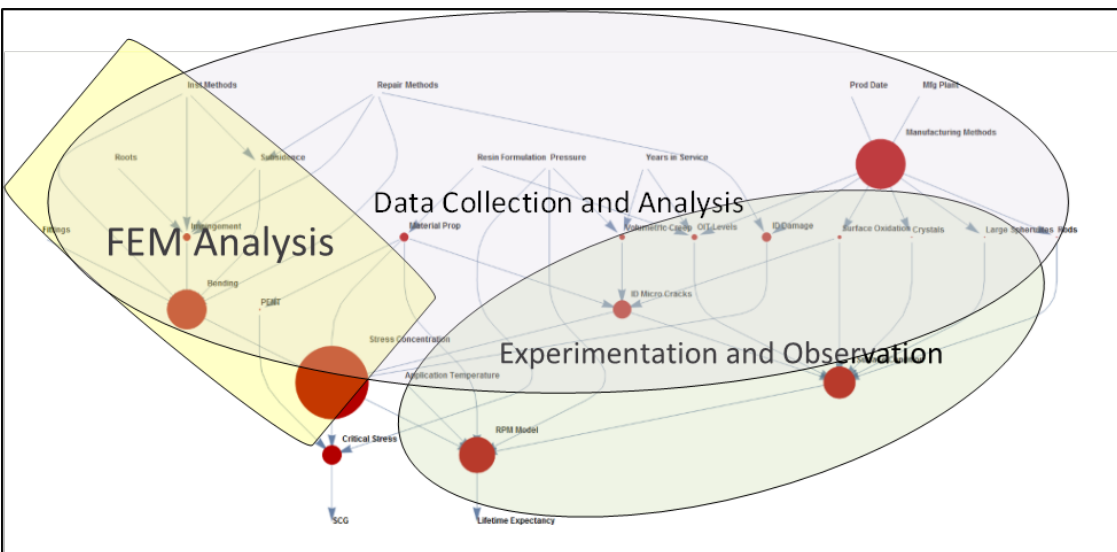 Inst Methods
Repair Methods
Prod Date
Mfg Plant
Manufacturing Methods
Roots
Subsidence
Resin Formulation
Pressure
Years in Service
Data Collection and Analysis
Fittings
Impingement
Material Prop
Volumetric Creep
OIT Levels
ID Damage
Surface Oxidation
Crystals
Large Spherulites
Rods
FEM Analysis
Bending
PENT
ID Micro Cracks
Stress Concentration
Experimentation and Observation
Application Temperature
RPM Model
Critical Stress
SCG
Lifetime Expectancy